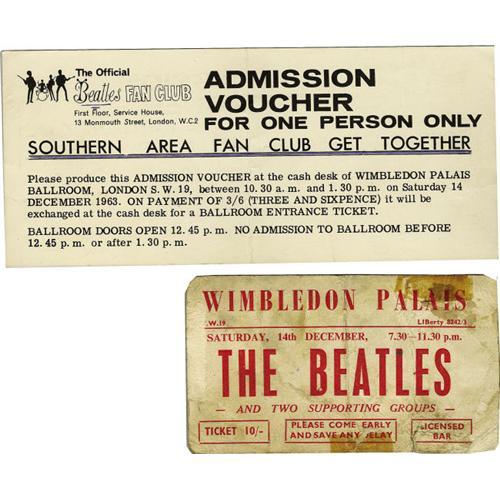 The Official
Beatles FAN CLUB
First Floor, Service House,
13 Monmouth Street, London, W.C.2
ADMISSION
VOUCHER
FOR ONE PERSON ONLY
SOUTHERN AREA FAN CLUB GET TOGETHER
Please produce this ADMISSION VOUCHER at the cash desk of WIMBLEDON PALAIS
BALLROOM, LONDON S.W.19, between 10.30 a.m. and 1.30 p.m. on Saturday 14
DECEMBER 1963. ON PAYMENT OF 3/6 (THREE AND SIXPENCE) it will be
exchanged at the cash desk for a BALLROOM ENTRANCE TICKET.
BALLROOM DOORS OPEN 12.45 p.m. NO ADMISSION TO BALLROOM BEFORE
12.45 p.m. or after 1.30 p.m.
WIMBLEDON PALAIS
.W.19 LIBerty 8242/3
SATURDAY, 14th DECEMBER, 7.30—11.30 p.m.
THE BEATLES
— AND TWO SUPPORTING GROUPS —
TICKET 10/-
PLEASE COME EARLY
AND SAVE ANY DELAY
LICENSED
BAR